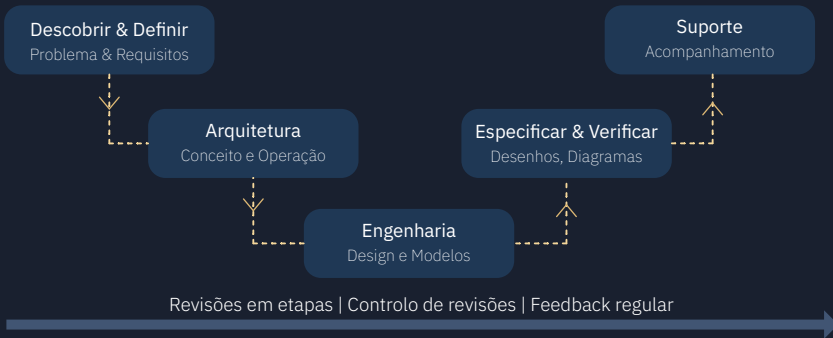 Descobrir & Definir
Problema & Requisitos
Arquitetura
Conceito e Operação
Engenharia
Design e Modelos
Especificar & Verificar
Desenhos, Diagramas
Suporte
Acompanhamento
Revisões em etapas | Controlo de revisões | Feedback regular